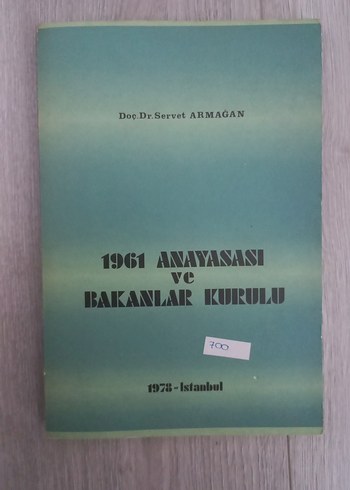 Doç. Dr. Servet ARMAĞAN
1961 ANAYASASI
ve
BAKANLAR KURULU
700
1978 - İstanbul